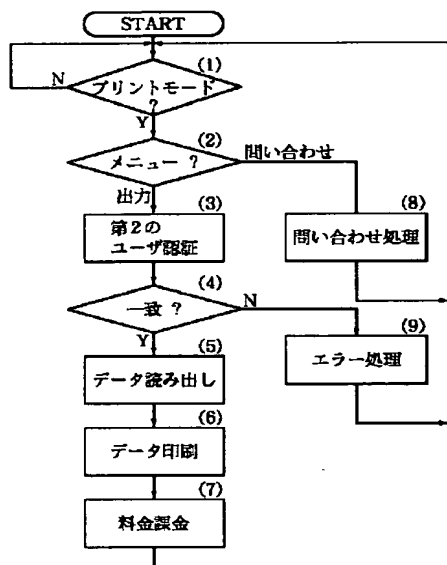 START
(1)
N
プリントモード
?
Y
(2)
メニュー ?
問い合わせ
出力
(3)
第2の
ユーザ認証
(8)
問い合わせ処理
(4)
一致 ?
N
Y
(5)
データ読み出し
(9)
エラー処理
(6)
データ印刷
(7)
料金課金